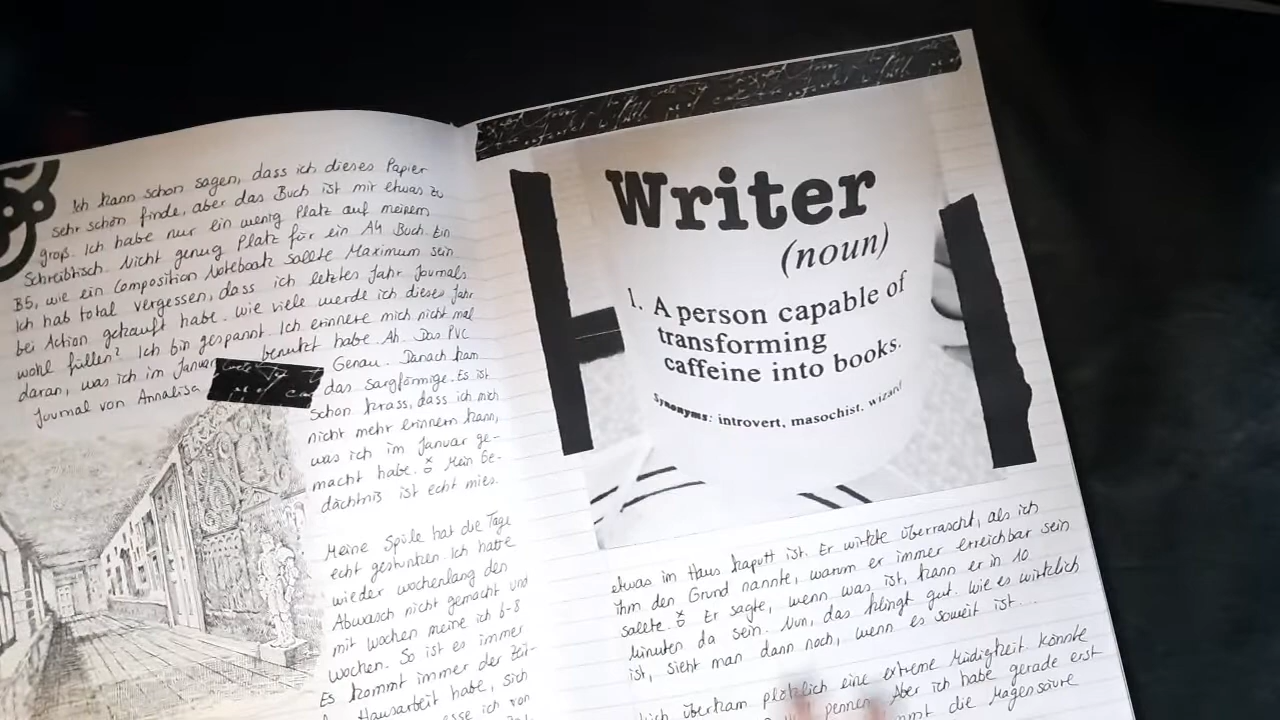 Ich kann schon sagen, dass ich dieses Papier
sehr schön finde, aber das Buch ist mir etwas zu
groß. Ich habe nur ein wenig Platz auf meinem
Schreibtisch. Nicht genug Platz für ein A4 Buch. Ein
B5, wie ein Composition Notebook sollte Maximum sein
Ich hab total vergessen, dass ich letztes Jahr Journals
bei Action gekauft habe. Wie viele werde ich dieses Jahr
wohl füllen? Ich bin gespannt. Ich erinnere mich nicht mal
daran, was ich im Januar benutzt habe. Ah. Das PVC
Journal von Annalisa
Genau. Danach kam
das sargförmige. Es ist
schon krass, dass ich mich
nicht mehr erinnern kann,
was ich im Januar ge-
macht habe. Mein Ge-
dächtnis ist echt mies.
Meine Spüle hat die Tage
echt gestunken. Ich hatte
wieder wochenlang den
Abwasch nicht gemacht und
mit Wochen meine ich 6-8
Wochen. So ist es immer
Es kommt immer der Zeit-
Hausarbeit habe, sich
esse ich von
Writer
(noun)
1. A person capable of
transforming
caffeine into books.
Synonyms: introvert, masochist, wizard
etwas im Haus kaputt ist. Er wirkte überrascht, als ich
ihm den Grund nannte, warum er immer erreichbar sein
sollte. Er sagte, wenn was ist, kann er in 10
Minuten da sein. Nun, das klingt gut. Wie es wirklich
ist, sieht man dann noch, wenn es soweit ist...
überkam plötzlich eine extreme Müdigkeit. Könnte
pennen. Aber ich habe gerade erst
die Magensäure